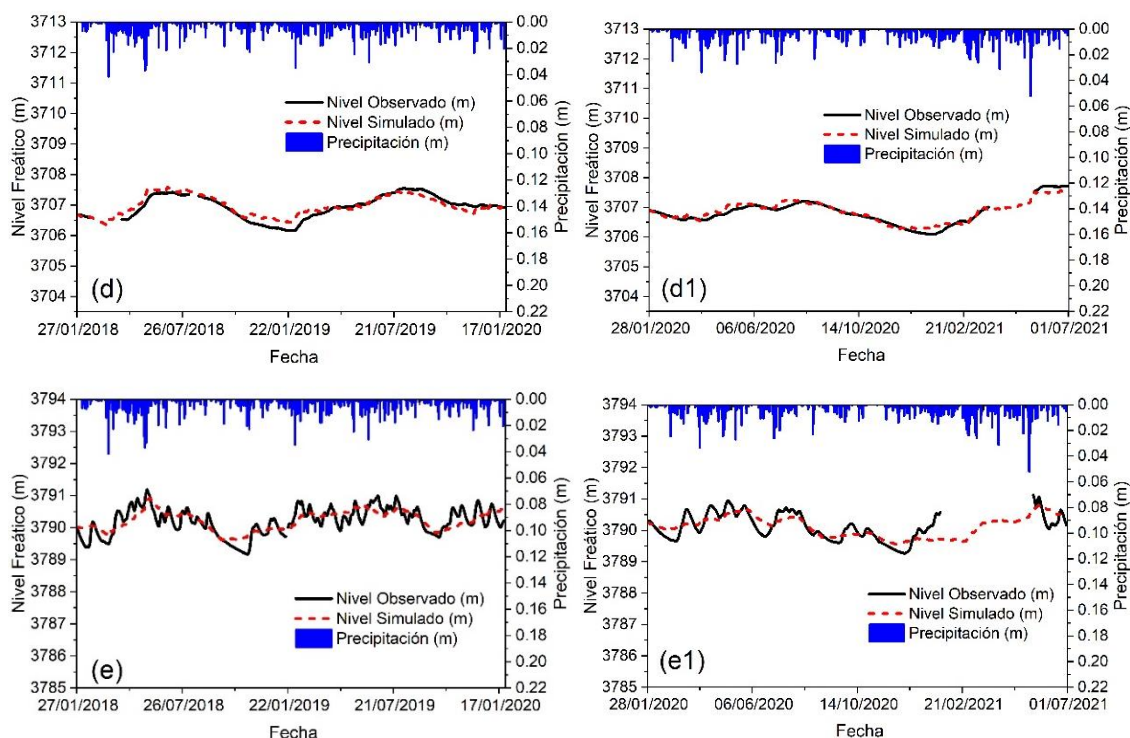 3713
3712
3711
3710
3709
3708
3707
3706
3705
3704
Nivel Freático (m)
Nivel Observado (m)
Nivel Simulado (m)
Precipitación (m)
0.00
0.02
0.04
0.06
0.08
0.10
0.12
0.14
0.16
0.18
0.20
0.22
Precipitación (m)
(d)
27/01/2018 26/07/2018 22/01/2019 21/07/2019 17/01/2020
Fecha
3713
3712
3711
3710
3709
3708
3707
3706
3705
3704
Nivel Freático (m)
Nivel Observado (m)
Nivel Simulado (m)
Precipitación (m)
0.00
0.02
0.04
0.06
0.08
0.10
0.12
0.14
0.16
0.18
0.20
0.22
Precipitación (m)
(d1)
28/01/2020 06/06/2020 14/10/2020 21/02/2021 01/07/2021
Fecha
3794
3793
3792
3791
3790
3789
3788
3787
3786
3785
Nivel Freático (m)
Nivel Observado (m)
Nivel Simulado (m)
Precipitación (m)
0.00
0.02
0.04
0.06
0.08
0.10
0.12
0.14
0.16
0.18
0.20
0.22
Precipitación (m)
(e)
27/01/2018 26/07/2018 22/01/2019 21/07/2019 17/01/2020
Fecha
3794
3793
3792
3791
3790
3789
3788
3787
3786
3785
Nivel Freático (m)
Nivel Observado (m)
Nivel Simulado (m)
Precipitación (m)
0.00
0.02
0.04
0.06
0.08
0.10
0.12
0.14
0.16
0.18
0.20
0.22
Precipitación (m)
(e1)
28/01/2020 06/06/2020 14/10/2020 21/02/2021 01/07/2021
Fecha